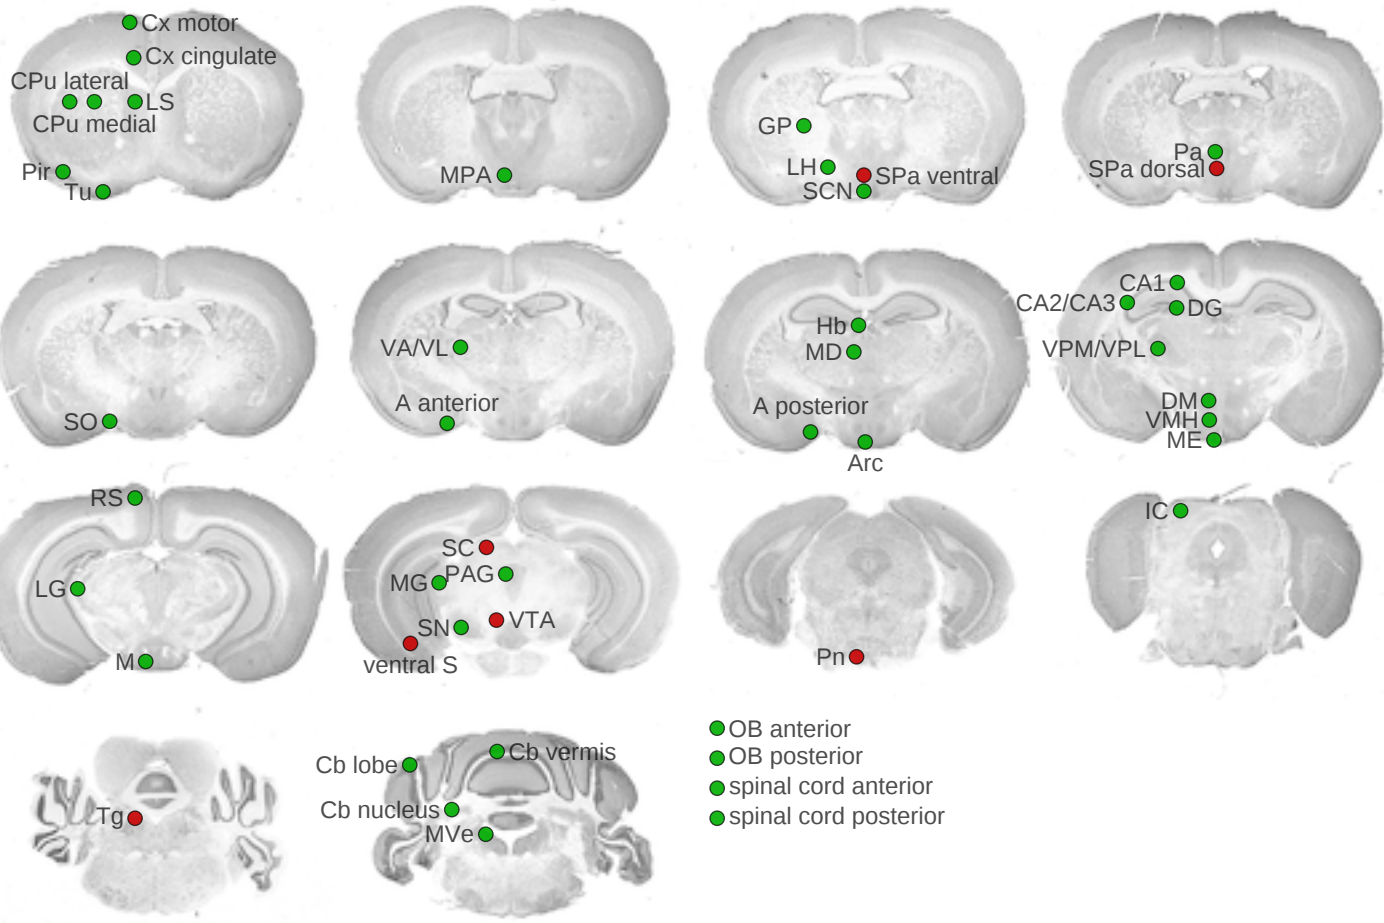 Cx motor
Cx cingulate
CPu lateral
LS
CPu medial
Pir
Tu
MPA
GP
LH
SPa ventral
SCN
Pa
SPa dorsal
SO
VA/VL
A anterior
Hb
MD
A posterior
Arc
CA1
CA2/CA3
DG
VPM/VPL
DM
VMH
ME
RS
LG
M
SC
MG
PAG
SN
VTA
ventral S
Pn
IC
Tg
Cb lobe
Cb vermis
Cb nucleus
MVe
OB anterior
OB posterior
spinal cord anterior
spinal cord posterior